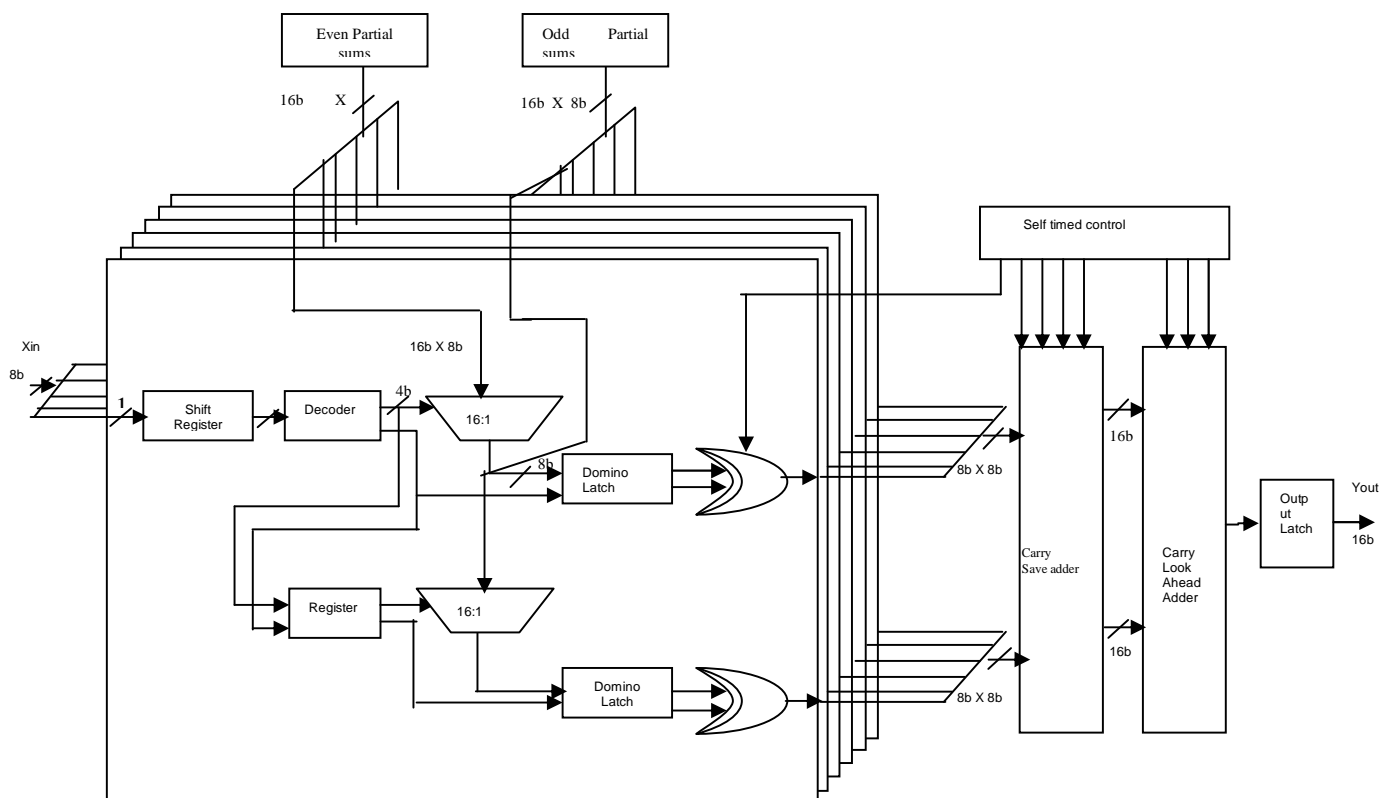 Even Partial
sums
Odd Partial
sums
16b X
16b X 8b
Self timed control
Xin
8b
1
Shift
Register
Decoder
4b
16b X 8b
16:1
8b
Domino
Latch
8b X 8b
16b
Carry
Save adder
Carry
Look
Ahead
Adder
Outp
ut
Latch
Yout
16b
Register
16:1
Domino
Latch
8b X 8b
16b